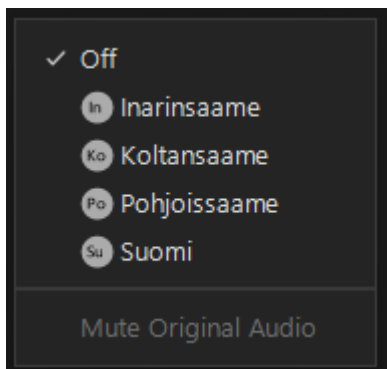 Off
In Inarinsaame
Ko Koltansaame
Po Pohjoissaame
Su Suomi
Mute Original Audio